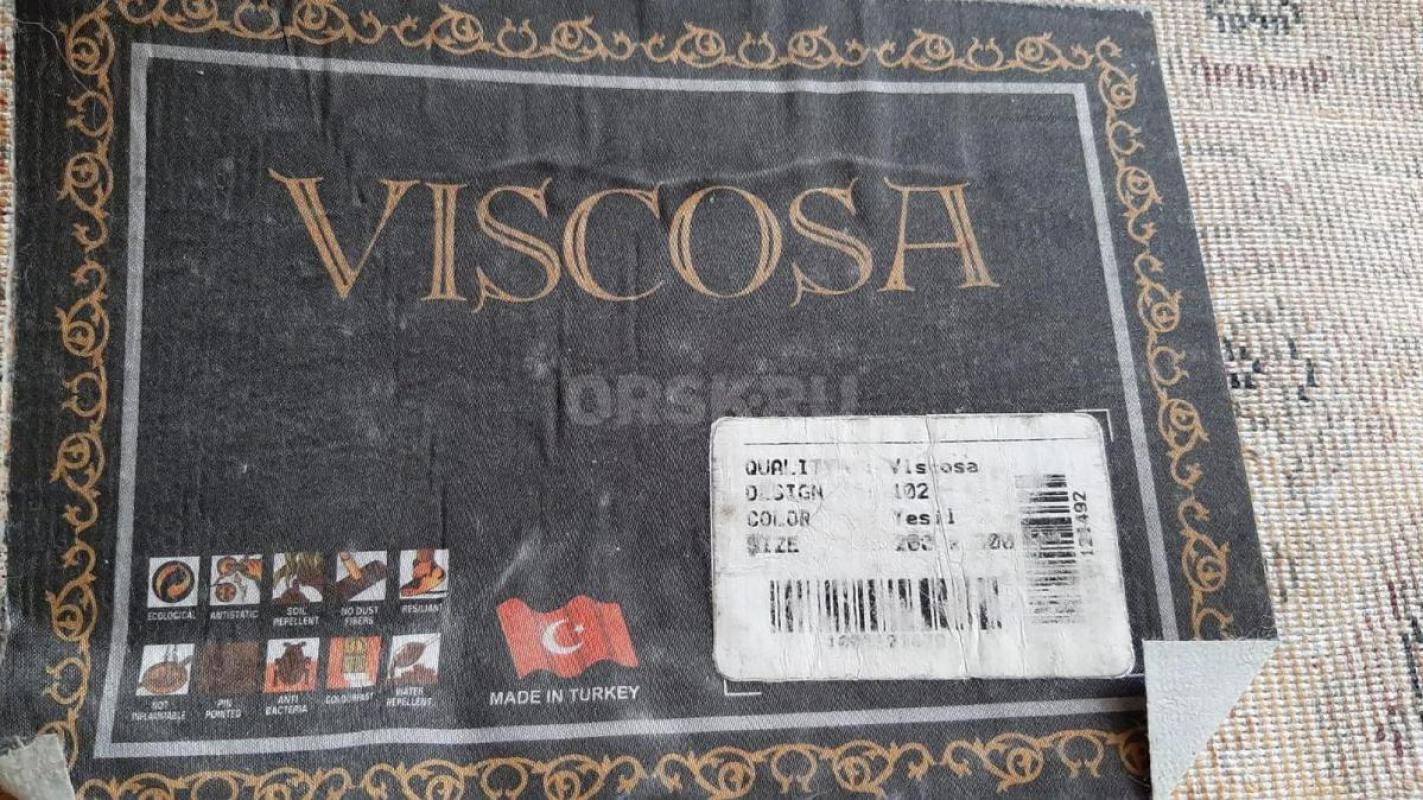 VISCOSA
ORSK.RU
QUALITY : Viscosa
DESIGN : 102
COLOR Yesil
SIZE
121492
ECOLOGICAL
ANTISTATIC
SOIL REPELLENT
NO DUST FIBERS
RESILIANT
NOT INFLAMMABLE
PIN POINTED
ANTI BACTERIA
COLOURFAST
WATER REPELLENT
MADE IN TURKEY